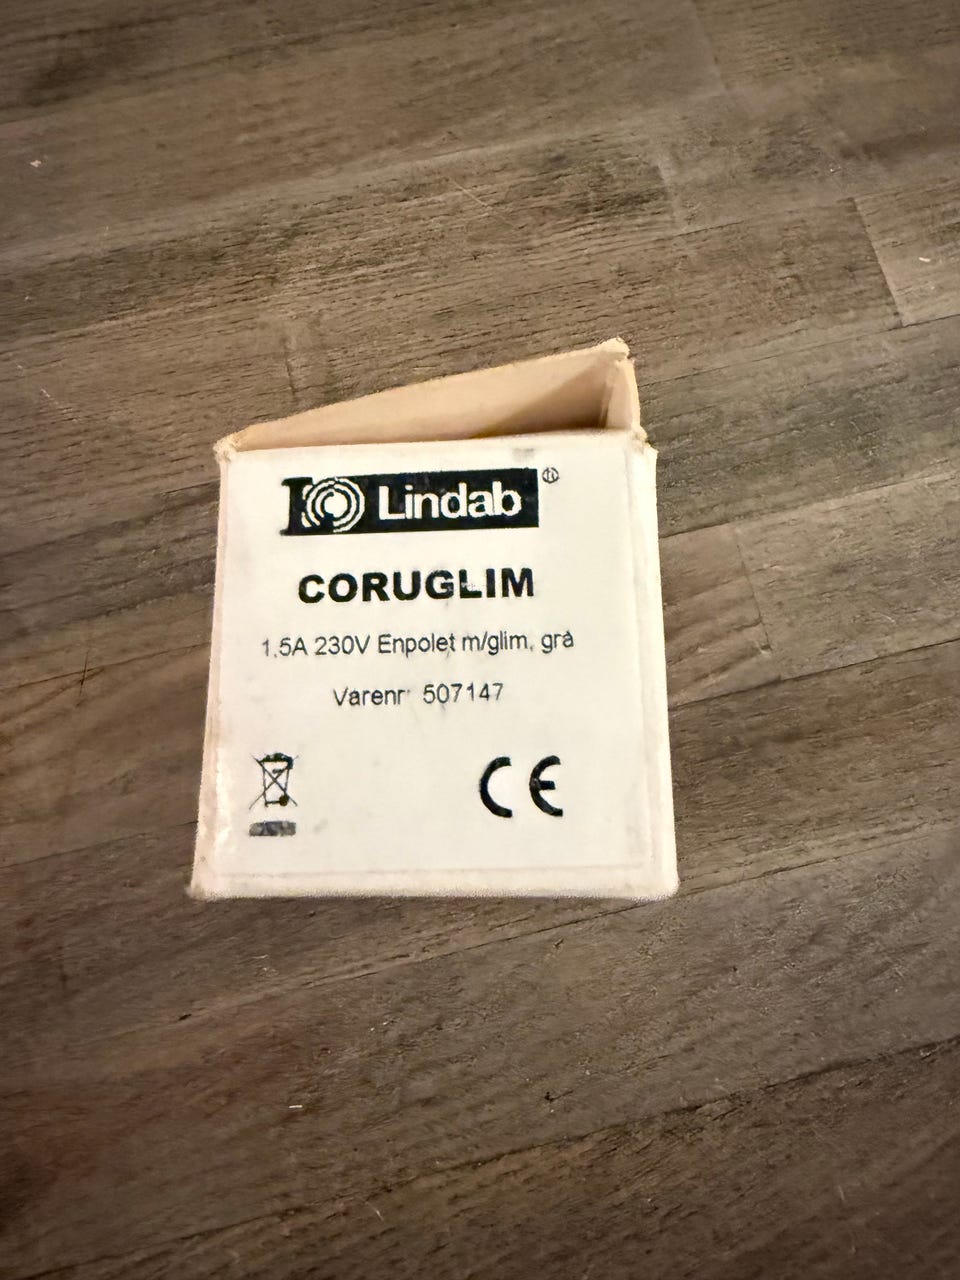 Lindab®
CORUGLIM
1.5A 230V Enpolet m/glim, grå
Varenr 507147
CE